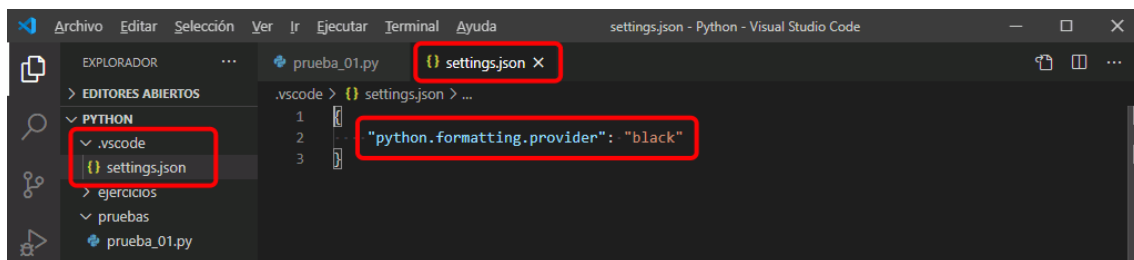 Archivo Editar Selección Ver Ir Ejecutar Terminal Ayuda settings.json - Python - Visual Studio Code
EXPLORADOR ...
prueba_01.py {} settings.json ×
> EDITORES ABIERTOS
.vscode > {} settings.json > ...
PYTHON
.vscode
{} settings.json
> ejercicios
pruebas
prueba_01.py
1 {
2 ····"python.formatting.provider":·"black"
3 }